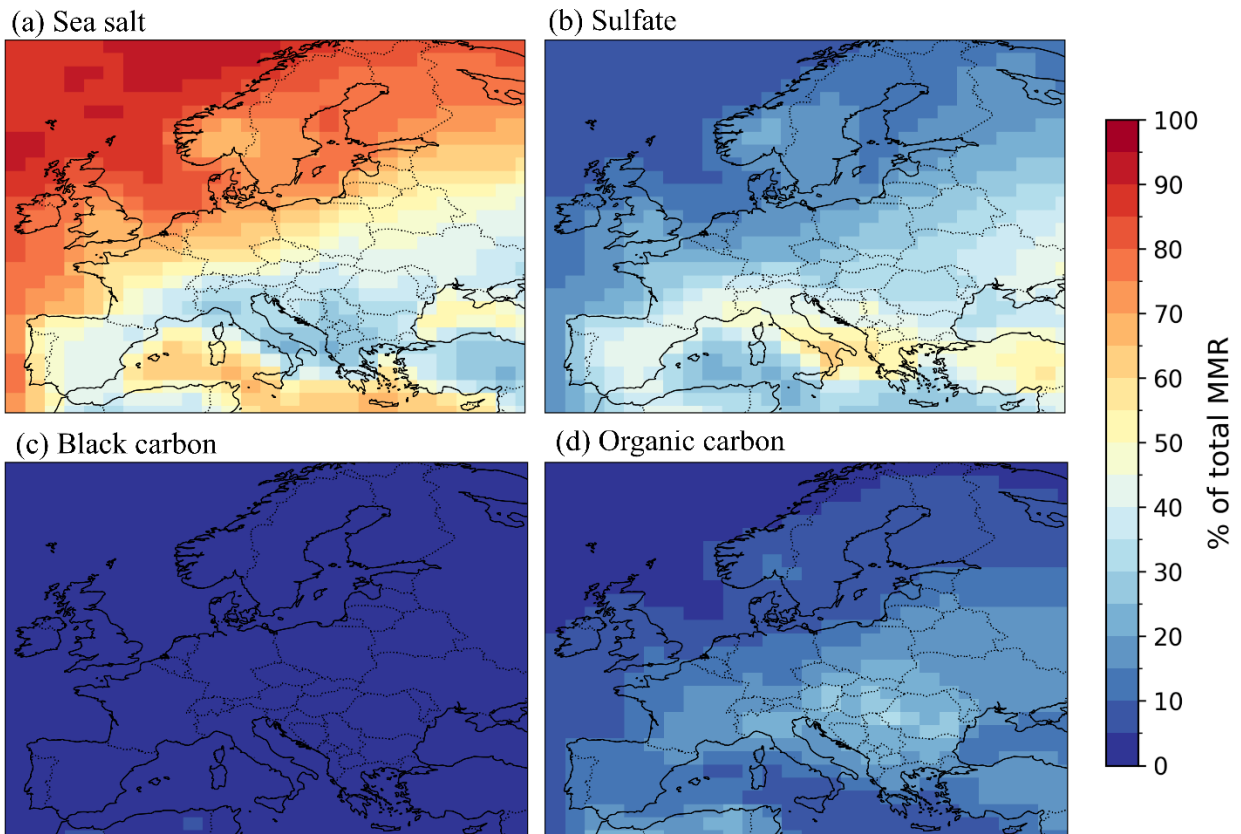 (a) Sea salt
(b) Sulfate
(c) Black carbon
(d) Organic carbon
100
90
80
70
60
50
40
30
20
10
0
% of total MMR